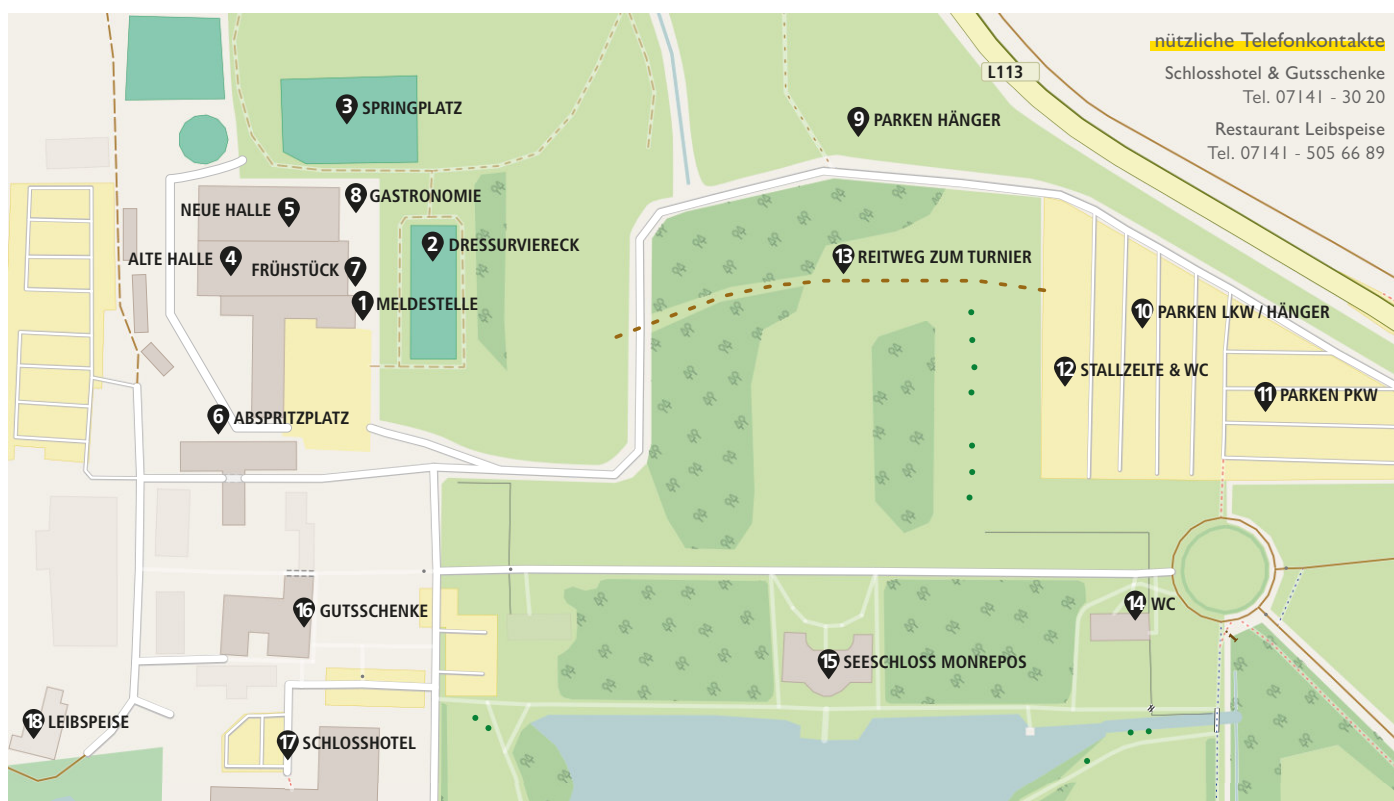 nützliche Telefonkontakte
L113
Schlosshotel & Gutsschenke
Tel. 07141 - 30 20
Restaurant Leibspeise
Tel. 07141 - 505 66 89
3 SPRINGPLATZ
9 PARKEN HÄNGER
8 GASTRONOMIE
NEUE HALLE 5
2 DRESSURVIERECK
ALTE HALLE 4
FRÜHSTÜCK 7
13 REITWEG ZUM TURNIER
1 MELDESTELLE
10 PARKEN LKW / HÄNGER
12 STALLZELTE & WC
11 PARKEN PKW
6 ABSPRITZPLATZ
16 GUTSSCHENKE
14 WC
15 SEESCHLOSS MONREPOS
18 LEIBSPEISE
17 SCHLOSSHOTEL